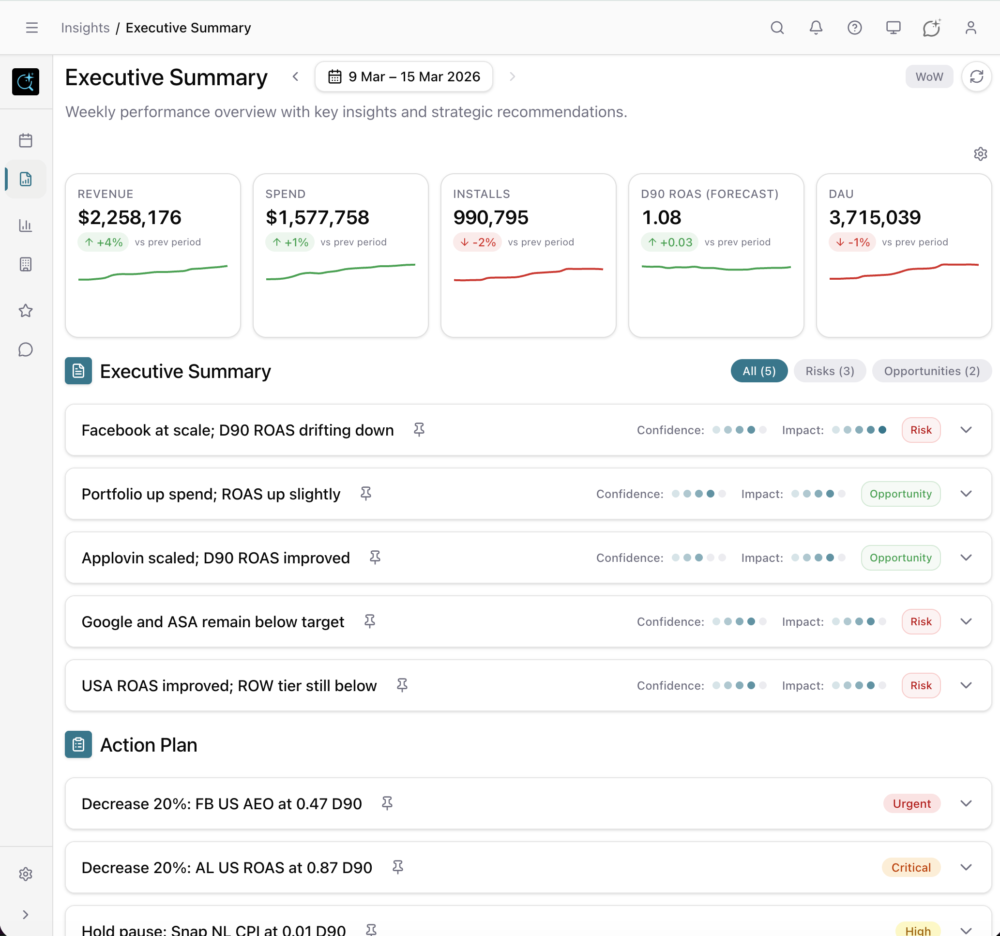 Insights / Executive Summary
Executive Summary
9 Mar – 15 Mar 2026
WoW
Weekly performance overview with key insights and strategic recommendations.
REVENUE
$2,258,176
+4% vs prev period
SPEND
$1,577,758
+1% vs prev period
INSTALLS
990,795
-2% vs prev period
D90 ROAS (FORECAST)
1.08
+0.03 vs prev period
DAU
3,715,039
-1% vs prev period
Executive Summary
All (5) Risks (3) Opportunities (2)
Facebook at scale; D90 ROAS drifting down Confidence: Impact: Risk
Portfolio up spend; ROAS up slightly Confidence: Impact: Opportunity
Applovin scaled; D90 ROAS improved Confidence: Impact: Opportunity
Google and ASA remain below target Confidence: Impact: Risk
USA ROAS improved; ROW tier still below Confidence: Impact: Risk
Action Plan
Decrease 20%: FB US AEO at 0.47 D90 Urgent
Decrease 20%: AL US ROAS at 0.87 D90 Critical
Hold pause: Snap NL CPI at 0.01 D90 High